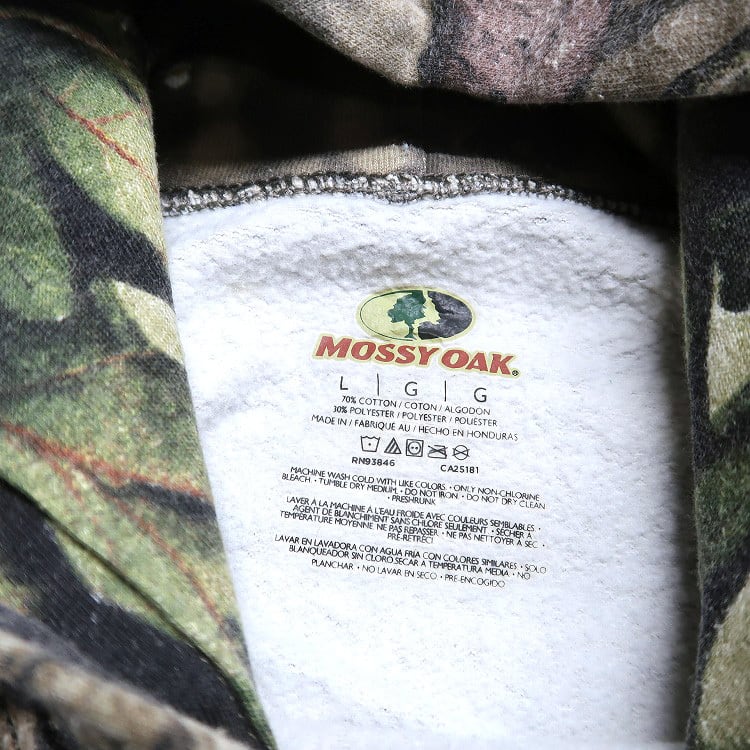 MOSSY OAK®
L | G | G
70% COTTON / COTON / ALGODON
30% POLYESTER / POLYESTER / POLIÉSTER
MADE IN / FABRIQUÉ AU / HECHO EN HONDURAS
RN93846 CA25181
MACHINE WASH COLD WITH LIKE COLORS. • ONLY NON-CHLORINE
BLEACH. • TUMBLE DRY MEDIUM. • DO NOT IRON • DO NOT DRY CLEAN
• PRESHRUNK
LAVER À LA MACHINE À L'EAU FROIDE AVEC COULEURS SEMBLABLES •
AGENT DE BLANCHIMENT SANS CHLORE SEULEMENT • SÉCHER À
TEMPÉRATURE MOYENNE NE PAS REPASSER • NE PAS NETTOYER À SEC •
PRÉ-RÉTRÉCI
LAVAR EN LAVADORA CON AGUA FRIA CON COLORES SIMILARES • SOLO
BLANQUEADOR SIN CLORO SECAR A TEMPERATURA MEDIA • NO
PLANCHAR • NO LAVAR EN SECO • PRE-ENCOGIDO